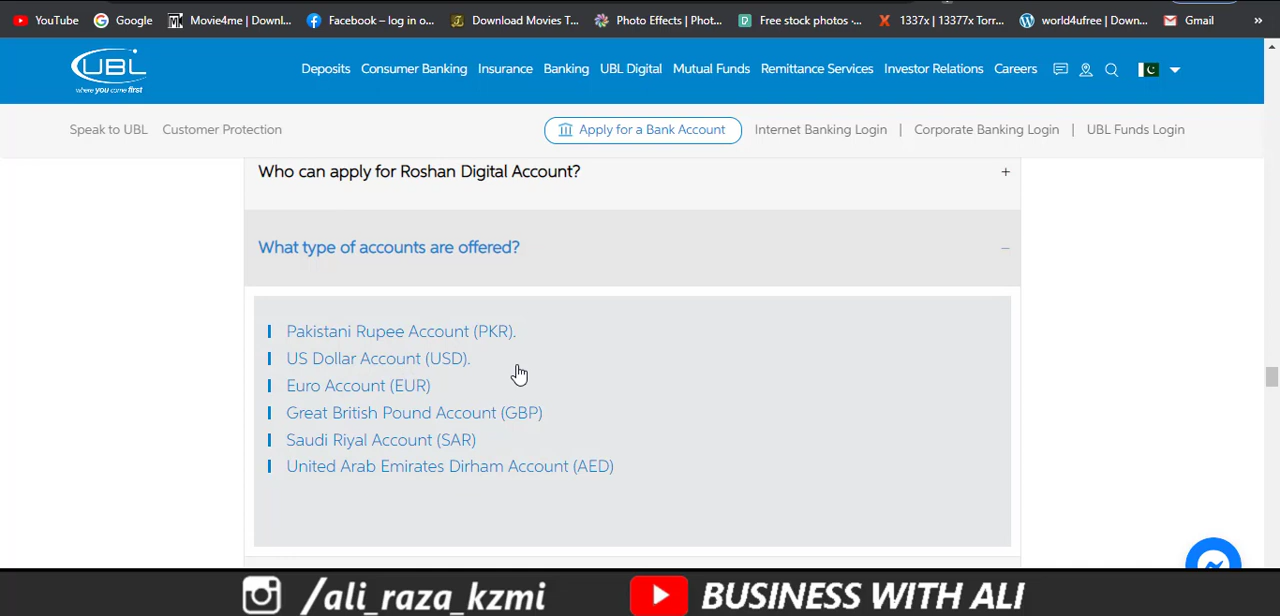 YouTube Google Movie4me | Downl... Facebook – log in o... Download Movies T... Photo Effects | Phot... Free stock photos ·... 1337x | 13377x Torr... world4ufree | Down... Gmail »
UBL
where you come first
Deposits Consumer Banking Insurance Banking UBL Digital Mutual Funds Remittance Services Investor Relations Careers
Speak to UBL Customer Protection Apply for a Bank Account Internet Banking Login | Corporate Banking Login | UBL Funds Login
Who can apply for Roshan Digital Account? +
What type of accounts are offered? –
Pakistani Rupee Account (PKR).
US Dollar Account (USD).
Euro Account (EUR)
Great British Pound Account (GBP)
Saudi Riyal Account (SAR)
United Arab Emirates Dirham Account (AED)
/ali_raza_kzmi BUSINESS WITH ALI